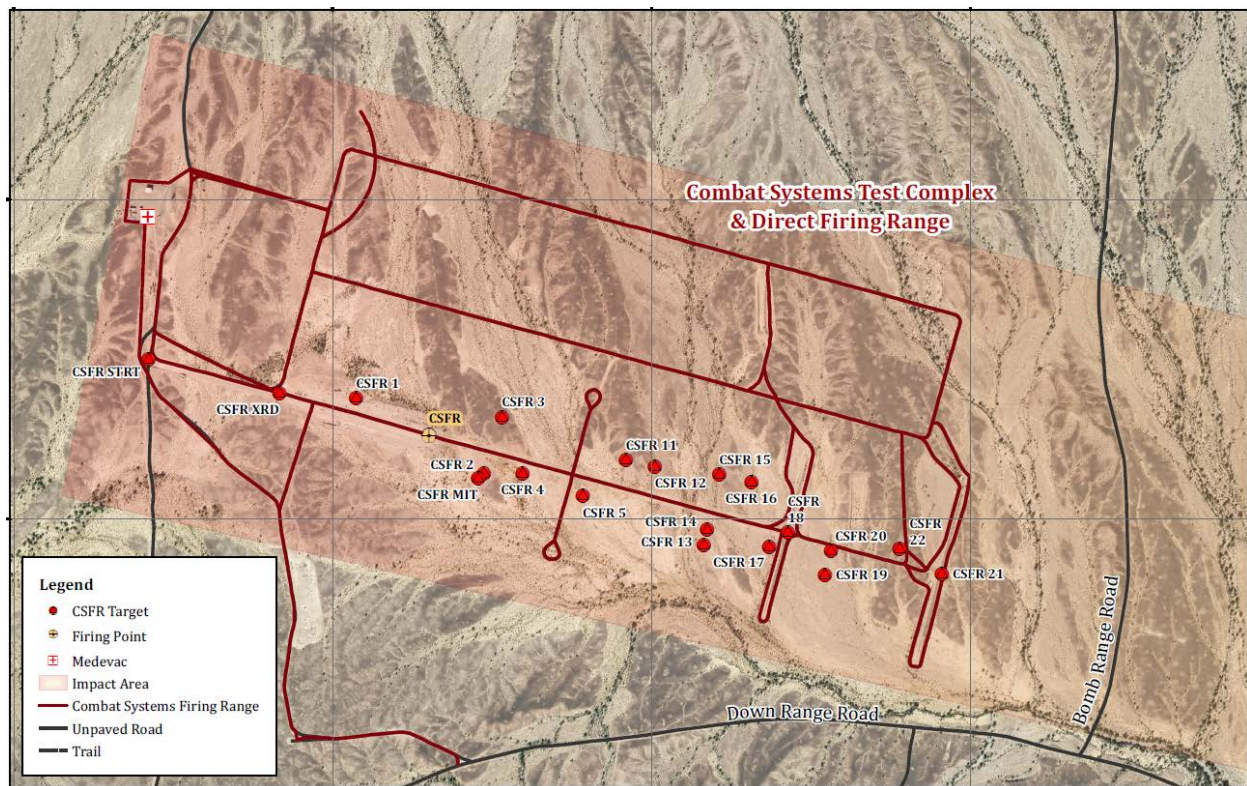 Combat Systems Test Complex
& Direct Firing Range
CSFR STRT
CSFR XRD
CSFR 1
CSFR
CSFR 3
CSFR 2
CSFR MIT
CSFR 4
CSFR 5
CSFR 11
CSFR 12
CSFR 15
CSFR 16
CSFR 14
CSFR 13
CSFR 17
CSFR
18
CSFR 20
CSFR 19
CSFR
22
CSFR 21
Bomb Range Road
Down Range Road
Legend
CSFR Target
Firing Point
Medevac
Impact Area
Combat Systems Firing Range
Unpaved Road
Trail